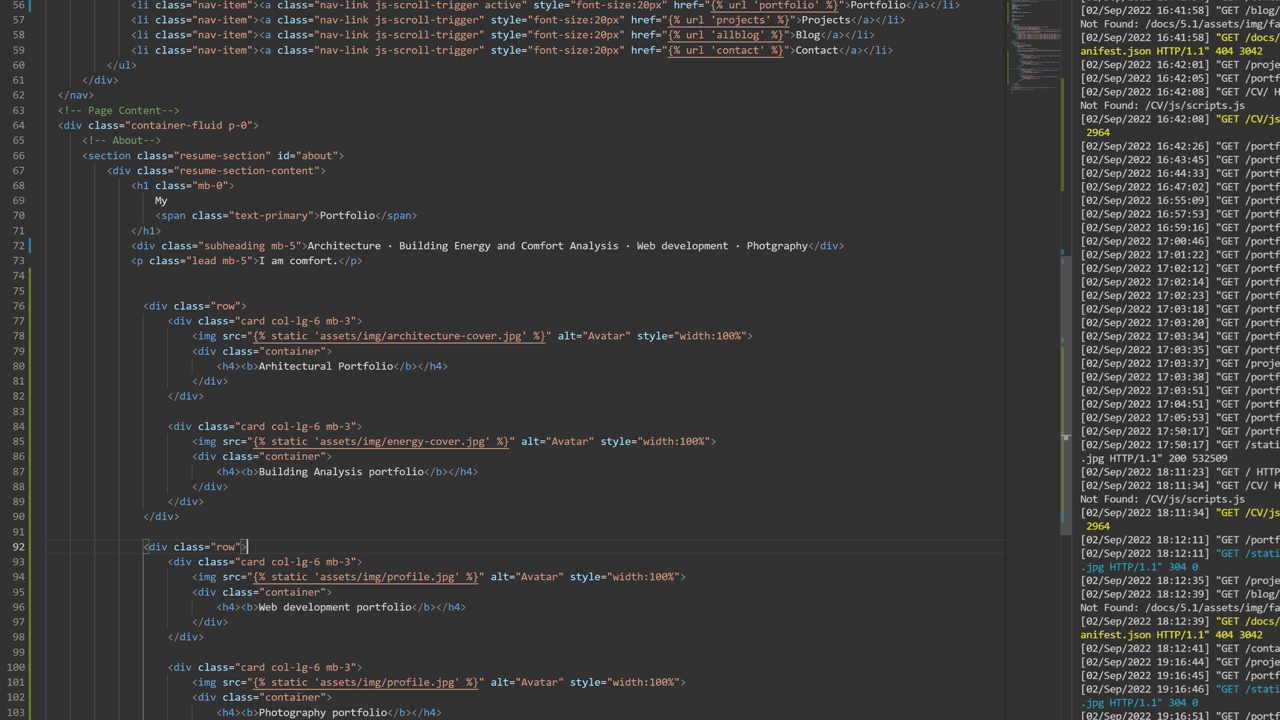 56 <li class="nav-item"><a class="nav-link js-scroll-trigger active" style="font-size:20px" href="{% url 'portfolio' %}">Portfolio</a></li>
57 <li class="nav-item"><a class="nav-link js-scroll-trigger" style="font-size:20px" href="{% url 'projects' %}">Projects</a></li>
58 <li class="nav-item"><a class="nav-link js-scroll-trigger" style="font-size:20px" href="{% url 'allblog' %}">Blog</a></li>
59 <li class="nav-item"><a class="nav-link js-scroll-trigger" style="font-size:20px" href="{% url 'contact' %}">Contact</a></li>
60 </ul>
61 </div>
62 </nav>
63 <!-- Page Content-->
64 <div class="container-fluid p-0">
65 <!-- About-->
66 <section class="resume-section" id="about">
67 <div class="resume-section-content">
68 <h1 class="mb-0">
69 My
70 <span class="text-primary">Portfolio</span>
71 </h1>
72 <div class="subheading mb-5">Architecture · Building Energy and Comfort Analysis · Web development · Photgraphy</div>
73 <p class="lead mb-5">I am comfort.</p>
74
75
76 <div class="row">
77 <div class="card col-lg-6 mb-3">
78 <img src="{% static 'assets/img/architecture-cover.jpg' %}" alt="Avatar" style="width:100%">
79 <div class="container">
80 <h4><b>Arhitectural Portfolio</b></h4>
81 </div>
82 </div>
83
84 <div class="card col-lg-6 mb-3">
85 <img src="{% static 'assets/img/energy-cover.jpg' %}" alt="Avatar" style="width:100%">
86 <div class="container">
87 <h4><b>Building Analysis portfolio</b></h4>
88 </div>
89 </div>
90 </div>
91
92 <div class="row">
93 <div class="card col-lg-6 mb-3">
94 <img src="{% static 'assets/img/profile.jpg' %}" alt="Avatar" style="width:100%">
95 <div class="container">
96 <h4><b>Web development portfolio</b></h4>
97 </div>
98 </div>
99
100 <div class="card col-lg-6 mb-3">
101 <img src="{% static 'assets/img/profile.jpg' %}" alt="Avatar" style="width:100%">
102 <div class="container">
103 <h4><b>Photography portfolio</b></h4>
[02/Sep/2022 16:41:58] "GET /blog/
Not Found: /docs/5.1/assets/img/fa
[02/Sep/2022 16:41:58] "GET /docs/
anifest.json HTTP/1.1" 404 3042
[02/Sep/2022 16:42:01] "GET /proje
[02/Sep/2022 16:42:05] "GET /portf
[02/Sep/2022 16:42:08] "GET /CV/ H
Not Found: /CV/js/scripts.js
[02/Sep/2022 16:42:08] "GET /CV/js
2964
[02/Sep/2022 16:42:26] "GET /portf
[02/Sep/2022 16:43:45] "GET /portf
[02/Sep/2022 16:44:33] "GET /portf
[02/Sep/2022 16:47:02] "GET /portf
[02/Sep/2022 16:55:09] "GET /portf
[02/Sep/2022 16:57:53] "GET /portf
[02/Sep/2022 16:59:16] "GET /portf
[02/Sep/2022 17:00:46] "GET /portf
[02/Sep/2022 17:01:22] "GET /portf
[02/Sep/2022 17:02:12] "GET /portf
[02/Sep/2022 17:02:14] "GET /portf
[02/Sep/2022 17:02:23] "GET /portf
[02/Sep/2022 17:03:18] "GET /portf
[02/Sep/2022 17:03:20] "GET /portf
[02/Sep/2022 17:03:34] "GET /portf
[02/Sep/2022 17:03:35] "GET /portf
[02/Sep/2022 17:03:37] "GET /proje
[02/Sep/2022 17:03:38] "GET /portf
[02/Sep/2022 17:03:51] "GET /portf
[02/Sep/2022 17:04:51] "GET /portf
[02/Sep/2022 17:05:53] "GET /portf
[02/Sep/2022 17:50:17] "GET /portf
[02/Sep/2022 17:50:17] "GET /stati
.jpg HTTP/1.1" 200 532509
[02/Sep/2022 18:11:23] "GET / HTTP
[02/Sep/2022 18:11:34] "GET /CV/ H
Not Found: /CV/js/scripts.js
[02/Sep/2022 18:11:34] "GET /CV/js
2964
[02/Sep/2022 18:12:11] "GET /portf
[02/Sep/2022 18:12:11] "GET /stati
.jpg HTTP/1.1" 304 0
[02/Sep/2022 18:12:35] "GET /proje
[02/Sep/2022 18:12:39] "GET /blog/
Not Found: /docs/5.1/assets/img/fa
[02/Sep/2022 18:12:39] "GET /docs/
anifest.json HTTP/1.1" 404 3042
[02/Sep/2022 18:12:41] "GET /conta
[02/Sep/2022 19:16:44] "GET /proje
[02/Sep/2022 19:16:45] "GET /portf
[02/Sep/2022 19:16:46] "GET /stati
.jpg HTTP/1.1" 304 0
[02/Sep/2022 19:16:51] "GET /portf